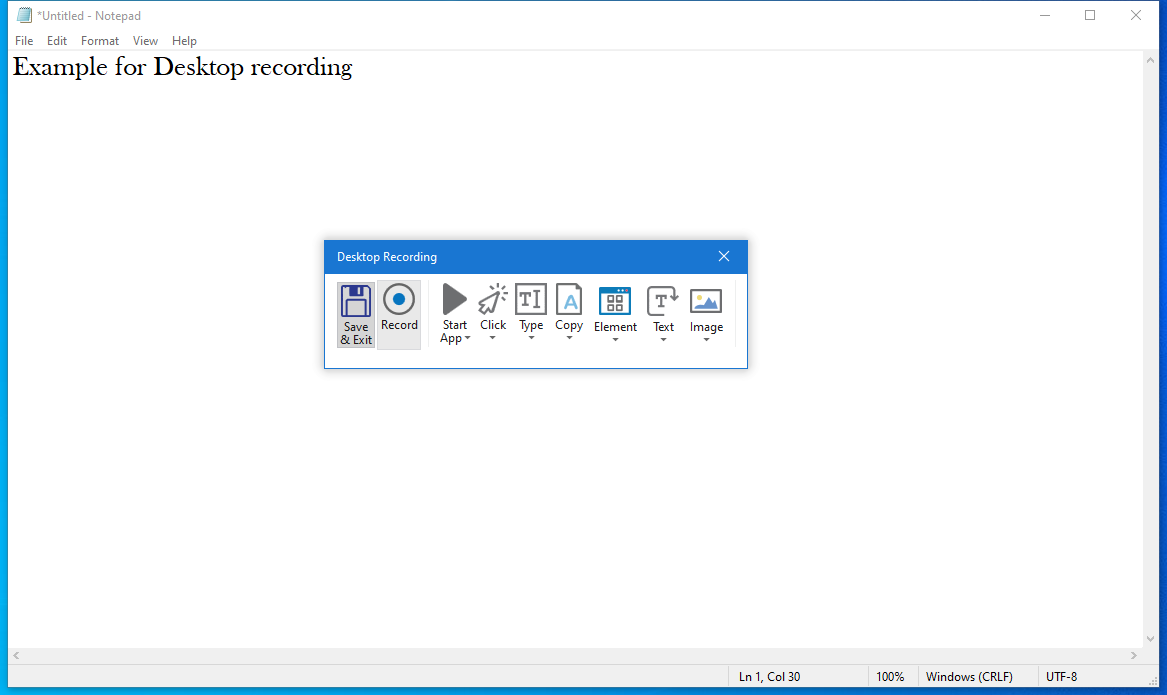 *Untitled - Notepad
File Edit Format View Help
Example for Desktop recording
Desktop Recording
Save & Exit
Record
Start App
Click
Type
Copy
Element
Text
Image
Ln 1, Col 30 100% Windows (CRLF) UTF-8